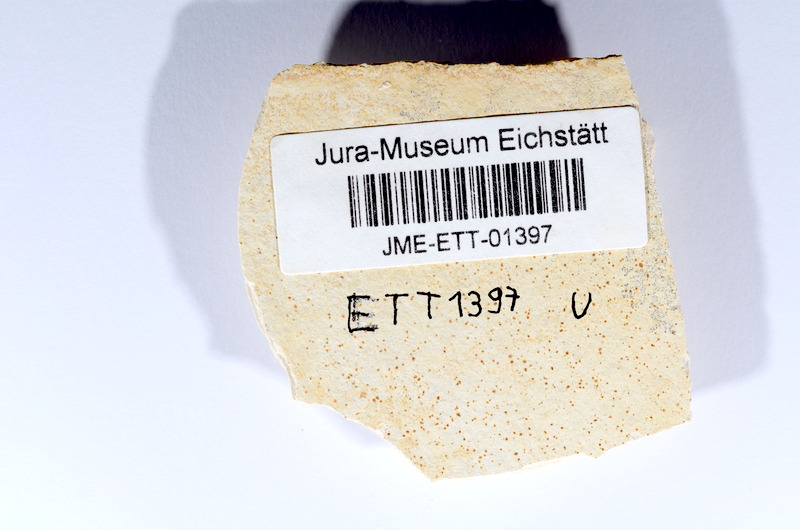 Jura-Museum Eichstätt
JME-ETT-01397
ETT1397 U